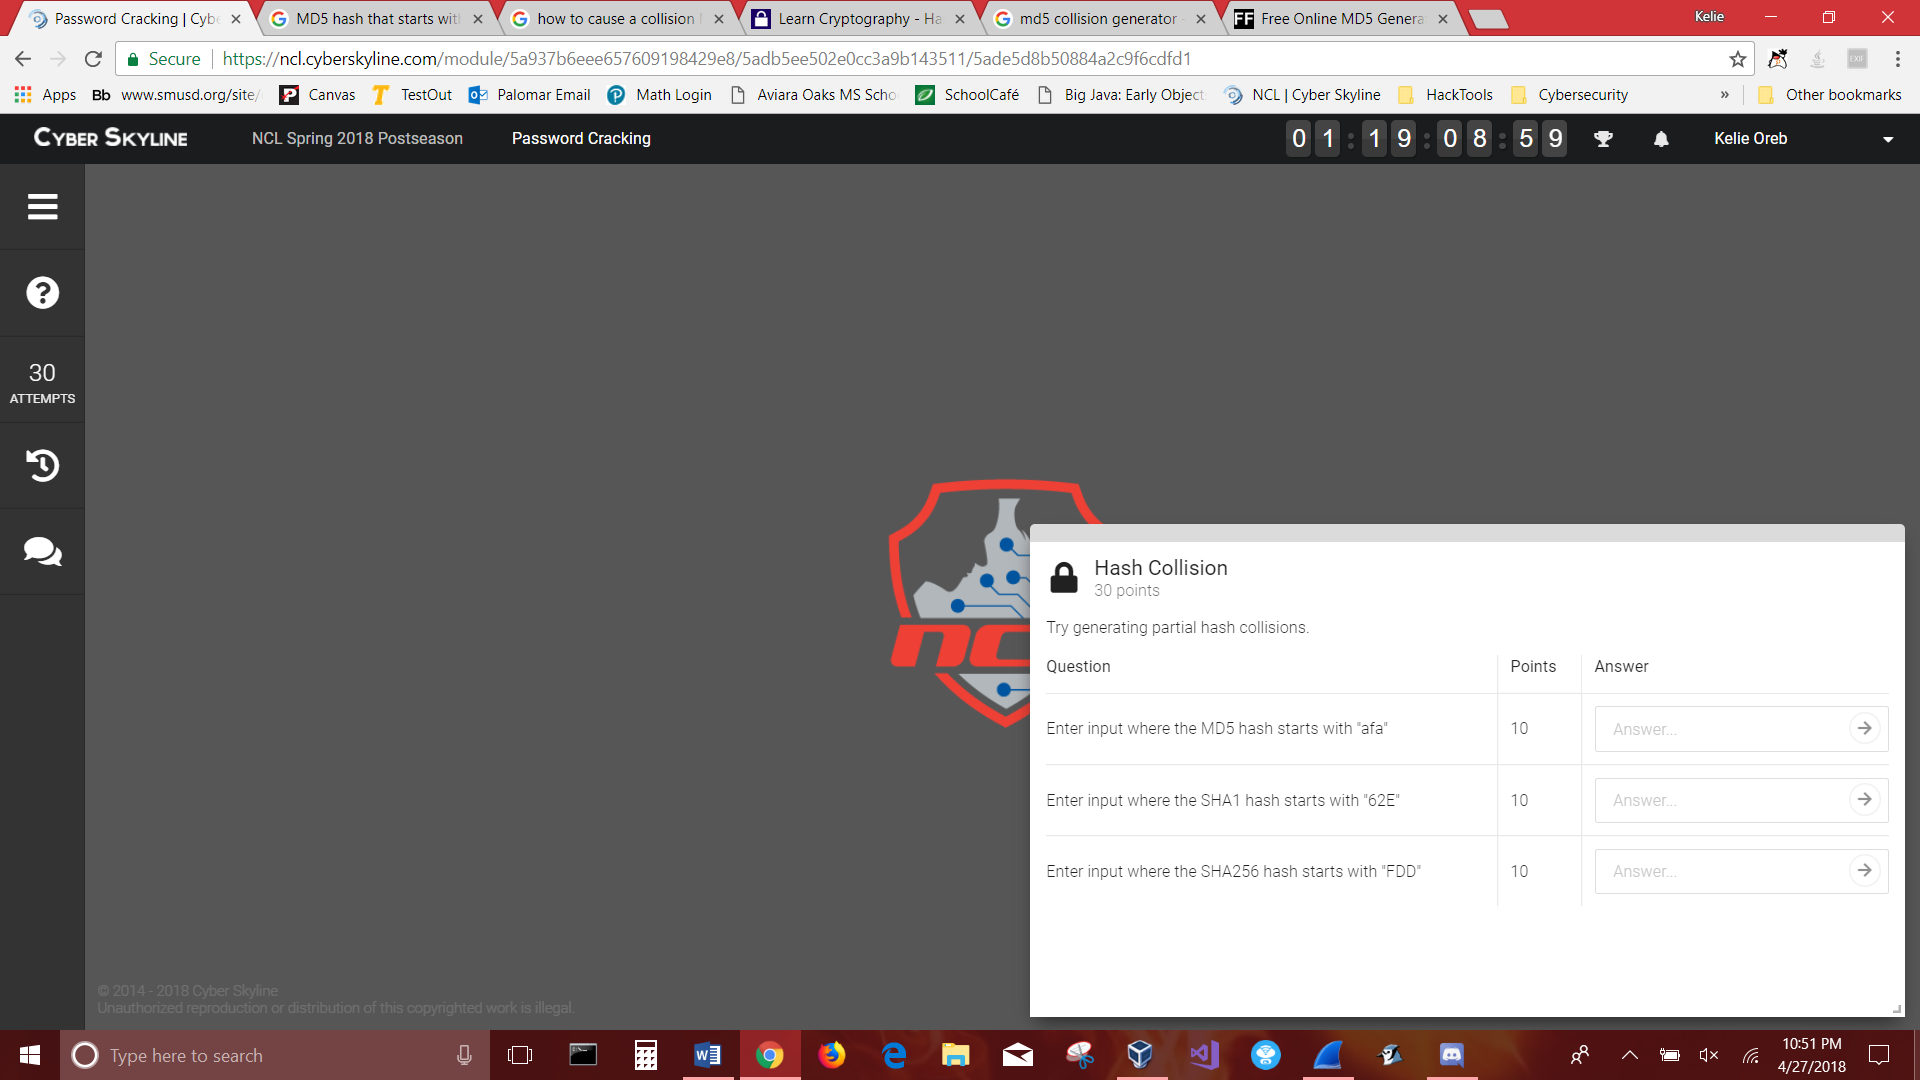 Password Cracking | Cybe
MD5 hash that starts wit
how to cause a collision
Learn Cryptography - Ha
md5 collision generator
Free Online MD5 Genera
Kelie
Secure
https://ncl.cyberskyline.com/module/5a937b6eee657609198429e8/5adb5ee502e0cc3a9b143511/5ade5d8b50884a2c9f6cdfd1
Apps
Bb www.smusd.org/site/
Canvas
TestOut
Palomar Email
Math Login
Aviara Oaks MS Scho
SchoolCafé
Big Java: Early Object
NCL | Cyber Skyline
HackTools
Cybersecurity
»
Other bookmarks
CYBER SKYLINE
NCL Spring 2018 Postseason
Password Cracking
01:19:08:59
Kelie Oreb
30
ATTEMPTS
Hash Collision
30 points
Try generating partial hash collisions.
Question Points Answer
Enter input where the MD5 hash starts with "afa" 10 Answer...
Enter input where the SHA1 hash starts with "62E" 10 Answer...
Enter input where the SHA256 hash starts with "FDD" 10 Answer...
© 2014 - 2018 Cyber Skyline
Unauthorized reproduction or distribution of this copyrighted work is illegal.
Type here to search
10:51 PM
4/27/2018